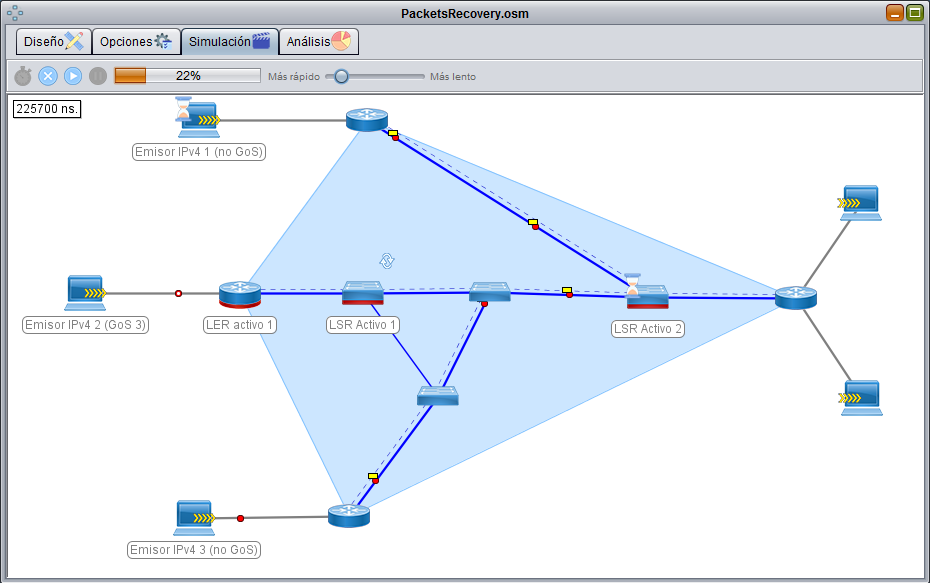 PacketsRecovery.osm
Diseño Opciones Simulación Análisis
22% Más rápido Más lento
225700 ns.
Emisor IPv4 1 (no GoS)
Emisor IPv4 2 (GoS 3)
LER activo 1
LSR Activo 1
LSR Activo 2
Emisor IPv4 3 (no GoS)